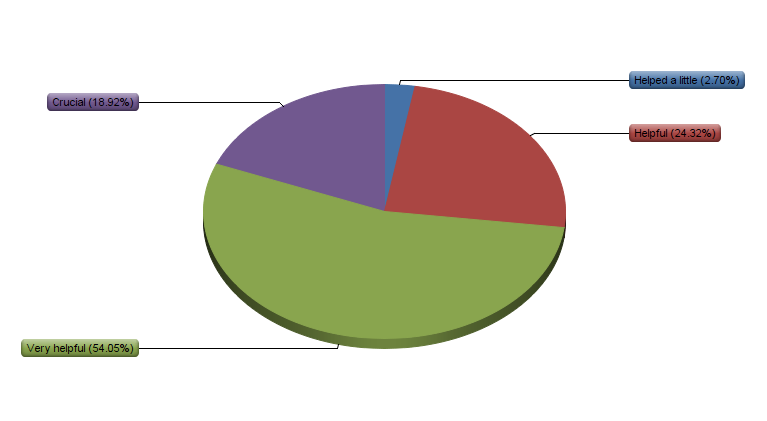 Helped a little (2.70%)
Crucial (18.92%)
Helpful (24.32%)
Very helpful (54.05%)